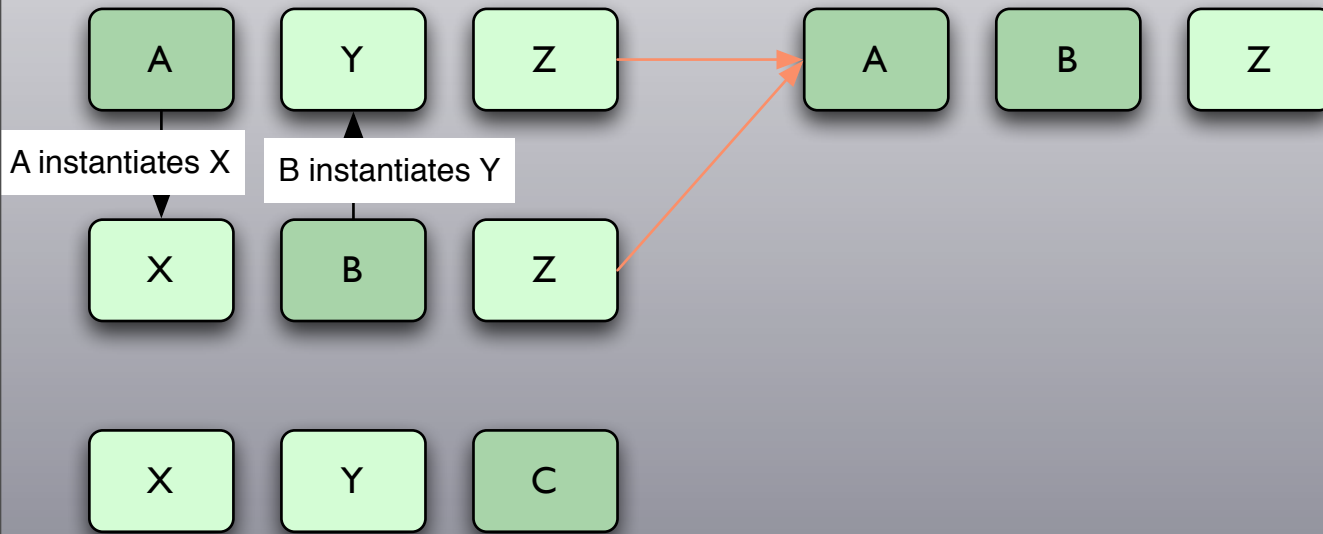 A Y Z A B Z
A instantiates X B instantiates Y
X B Z
X Y C